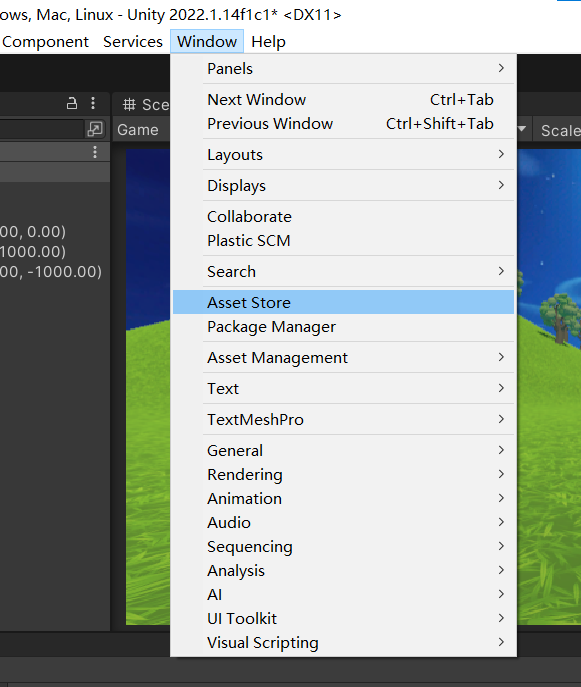 ows, Mac, Linux - Unity 2022.1.14f1c1* <DX11>
Component Services Window Help
Panels
Next Window Ctrl+Tab
Previous Window Ctrl+Shift+Tab
Layouts
Displays
Collaborate
Plastic SCM
Search
Asset Store
Package Manager
Asset Management
Text
TextMeshPro
General
Rendering
Animation
Audio
Sequencing
Analysis
AI
UI Toolkit
Visual Scripting
Sce
Game
Scale
00, 0.00)
1000.00)
00, -1000.00)